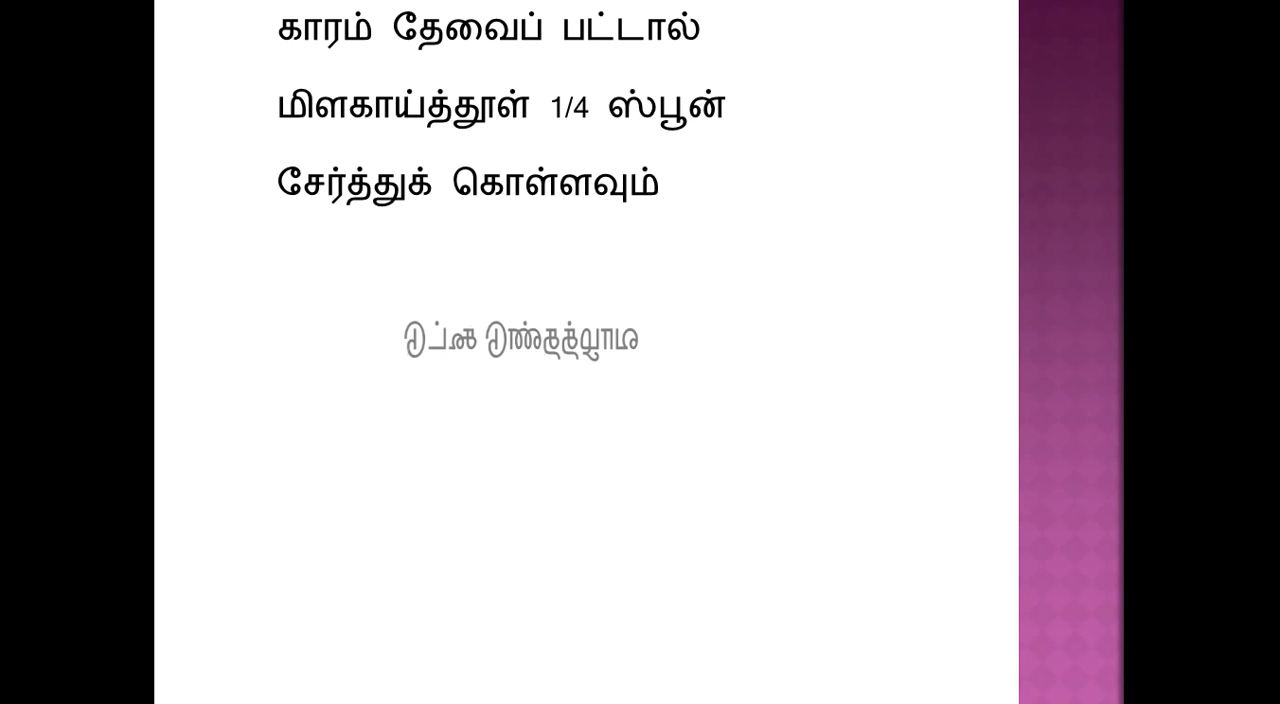 காரம் தேவைப் பட்டால்
மிளகாய்த்தூள் 1/4 ஸ்பூன்
சேர்த்துக் கொள்ளவும்